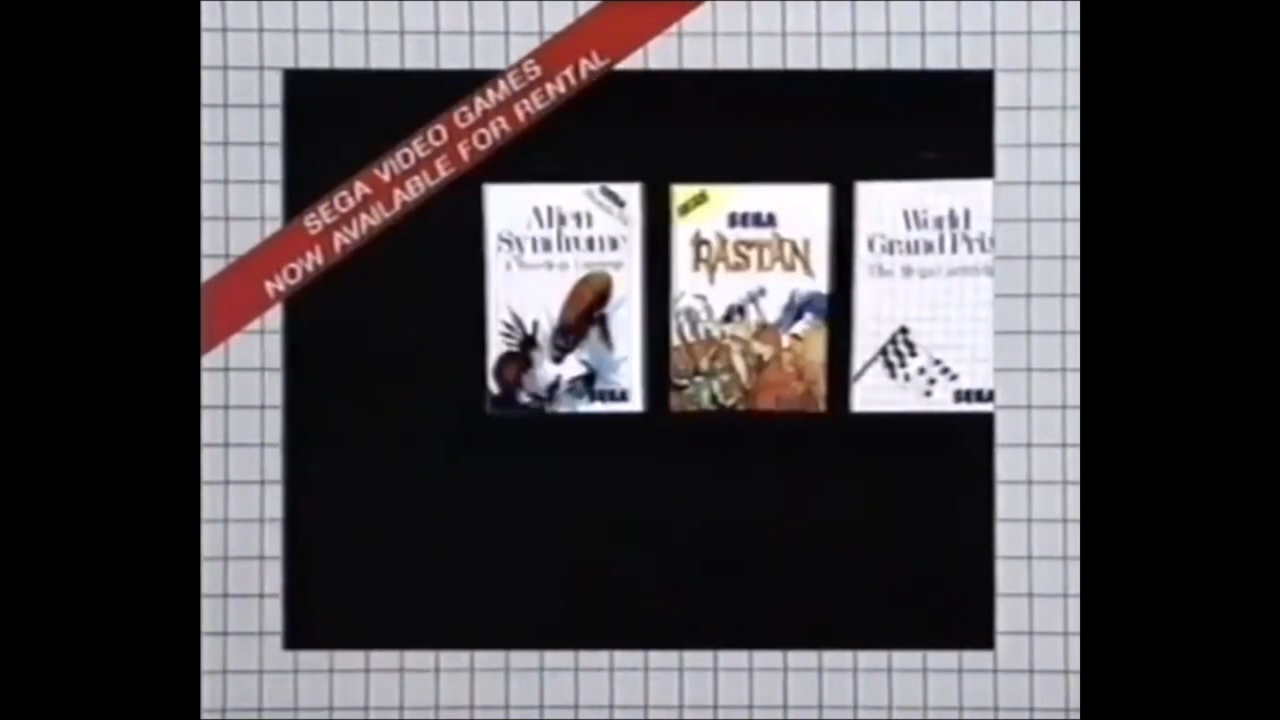 SEGA VIDEO GAMES
NOW AVAILABLE FOR RENTAL
Alien
Syndrome
SEGA
SEGA
RASTAN
World
Grand Prix
SEGA